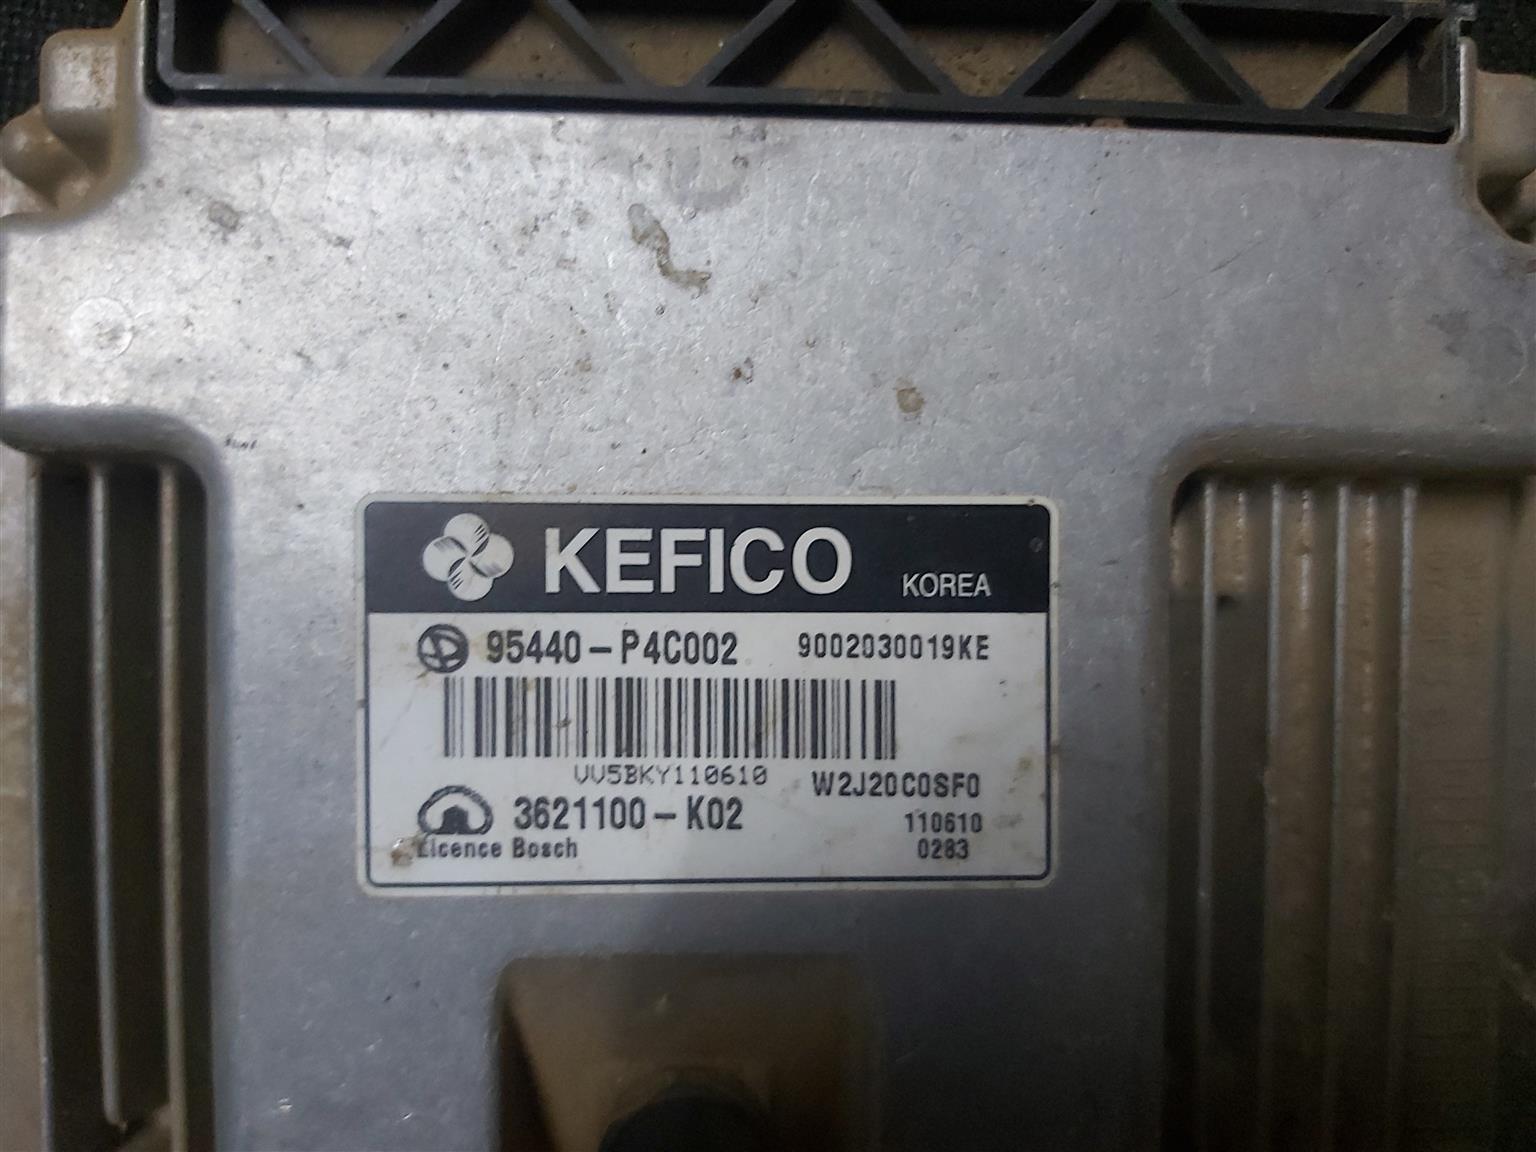 KEFICO KOREA
95440-P4C002 9002030019KE
VV5BKY110610 W2J20C0SF0
3621100-K02 110610
Licence Bosch 0283